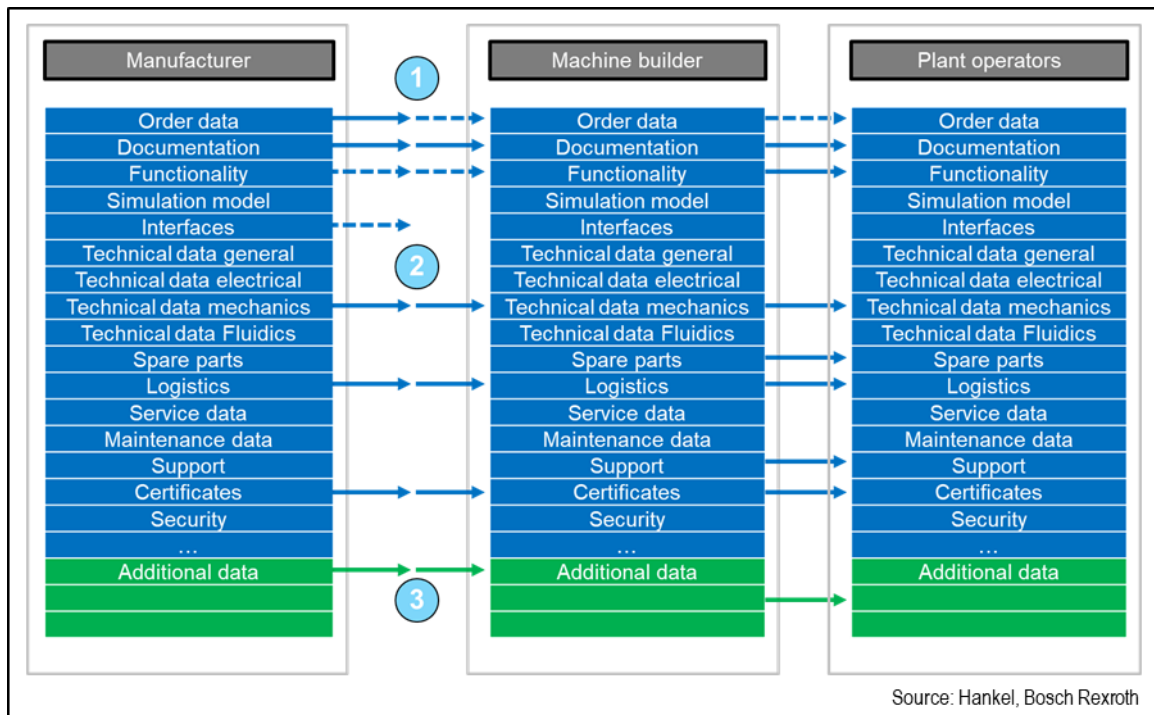 Manufacturer
Order data
Documentation
Functionality
Simulation model
Interfaces
Technical data general
Technical data electrical
Technical data mechanics
Technical data Fluidics
Spare parts
Logistics
Service data
Maintenance data
Support
Certificates
Security
...
Additional data
1
2
3
Machine builder
Order data
Documentation
Functionality
Simulation model
Interfaces
Technical data general
Technical data electrical
Technical data mechanics
Technical data Fluidics
Spare parts
Logistics
Service data
Maintenance data
Support
Certificates
Security
...
Additional data
Plant operators
Order data
Documentation
Functionality
Simulation model
Interfaces
Technical data general
Technical data electrical
Technical data mechanics
Technical data Fluidics
Spare parts
Logistics
Service data
Maintenance data
Support
Certificates
Security
...
Additional data
Source: Hankel, Bosch Rexroth